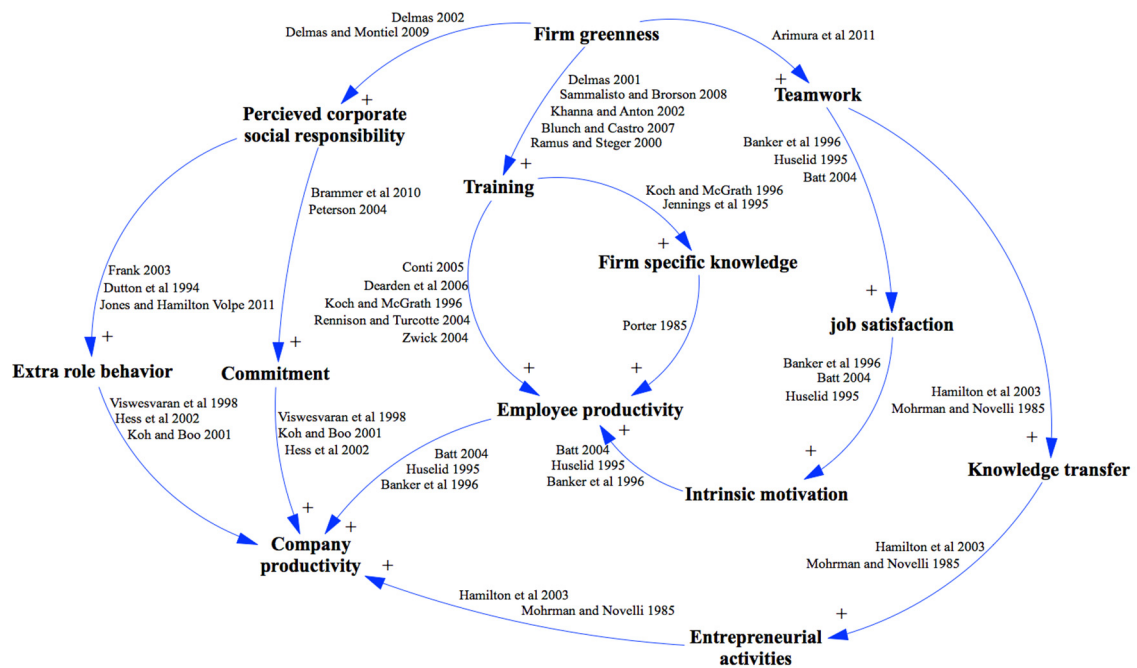 Delmas 2002
Delmas and Montiel 2009
Firm greenness
Arimura et al 2011
+
Percieved corporate
social responsibility
Delmas 2001
Sammalisto and Brorson 2008
Khanna and Anton 2002
Blunch and Castro 2007
Ramus and Steger 2000
+
Teamwork
+
Training
Banker et al 1996
Huselid 1995
Batt 2004
Brammer et al 2010
Peterson 2004
Koch and McGrath 1996
Jennings et al 1995
+
Firm specific knowledge
Frank 2003
Dutton et al 1994
Jones and Hamilton Volpe 2011
+
Extra role behavior
+
Commitment
Conti 2005
Dearden et al 2006
Koch and McGrath 1996
Rennison and Turcotte 2004
Zwick 2004
+
Porter 1985
+
Employee productivity
+
job satisfaction
Banker et al 1996
Batt 2004
Huselid 1995
Hamilton et al 2003
Mohrman and Novelli 1985
+
Knowledge transfer
Viswesvaran et al 1998
Hess et al 2002
Koh and Boo 2001
Viswesvaran et al 1998
Koh and Boo 2001
Hess et al 2002
Batt 2004
Huselid 1995
Banker et al 1996
+
Batt 2004
Huselid 1995
Banker et al 1996
+
Intrinsic motivation
+
+
Company
productivity
+
Hamilton et al 2003
Mohrman and Novelli 1985
Hamilton et al 2003
Mohrman and Novelli 1985
+
Entrepreneurial
activities